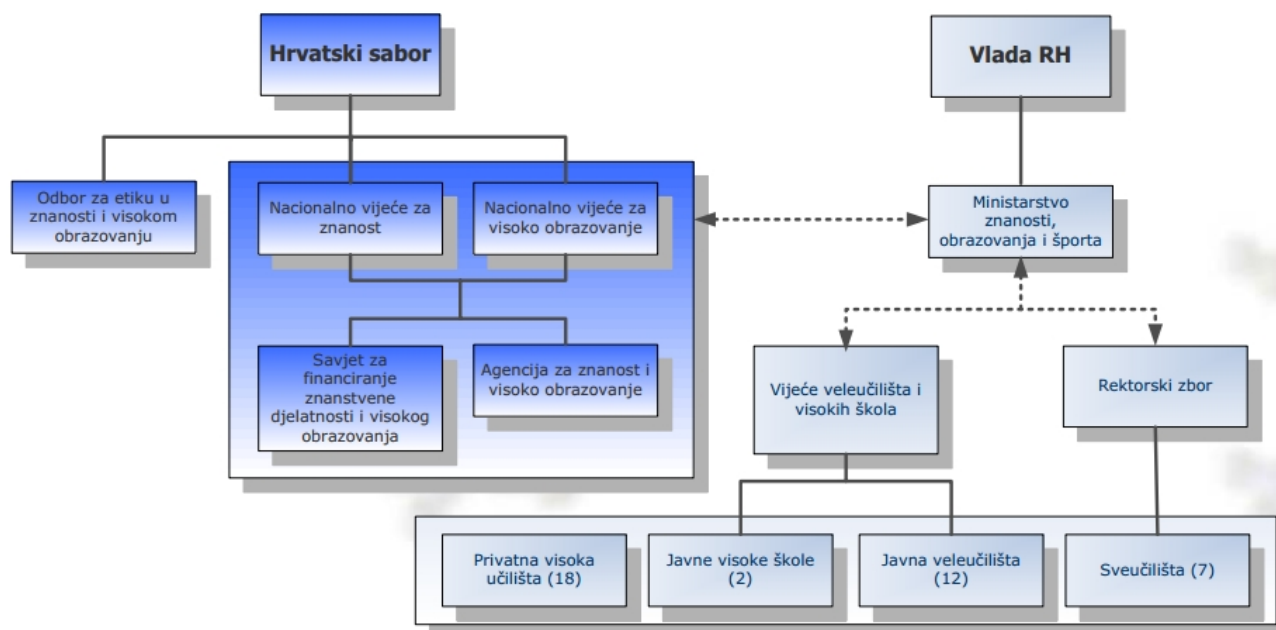 Hrvatski sabor
Vlada RH
Odbor za etiku u
znanosti i visokom
obrazovanju
Nacionalno vijeće za
znanost
Nacionalno vijeće za
visoko obrazovanje
Ministarstvo
znanosti,
obrazovanja i športa
Savjet za
financiranje
znanstvene
djelatnosti i visokog
obrazovanja
Agencija za znanost i
visoko obrazovanje
Vijeće veleučilišta i
visokih škola
Rektorski zbor
Privatna visoka
učilišta (18)
Javne visoke škole
(2)
Javna veleučilišta
(12)
Sveučilišta (7)